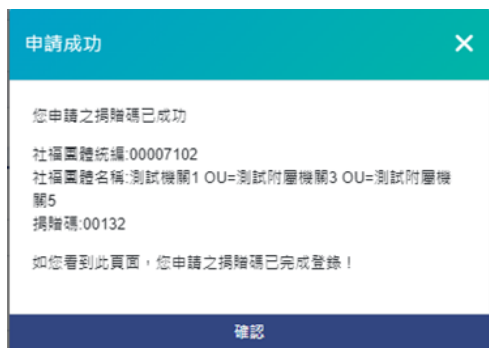 申請成功
您申請之捐贈碼已成功
社福團體統編:00007102
社福團體名稱:測試機關1 OU=測試附屬機關3 OU=測試附屬機
關5
捐贈碼:00132
如您看到此頁面，您申請之捐贈碼已完成登錄！
確認